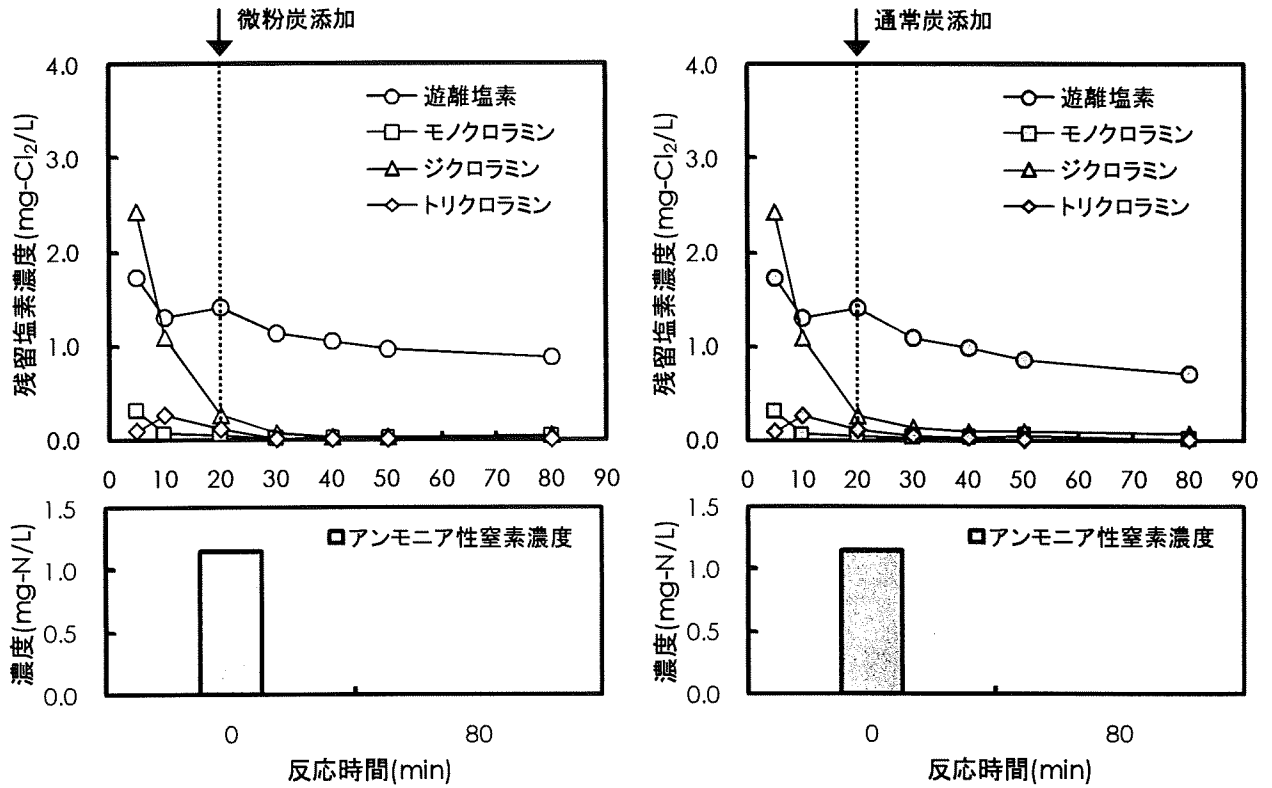 微粉炭添加
残留塩素濃度(mg-Cl₂/L)
4.0
3.0
2.0
1.0
0.0
遊離塩素
モノクロラミン
ジクロラミン
トリクロラミン
0 10 20 30 40 50 60 70 80 90
濃度(mg-N/L)
1.5
1.0
0.5
0.0
アンモニア性窒素濃度
0 80
反応時間(min)
通常炭添加
残留塩素濃度(mg-Cl₂/L)
4.0
3.0
2.0
1.0
0.0
遊離塩素
モノクロラミン
ジクロラミン
トリクロラミン
0 10 20 30 40 50 60 70 80 90
濃度(mg-N/L)
1.5
1.0
0.5
0.0
アンモニア性窒素濃度
0 80
反応時間(min)